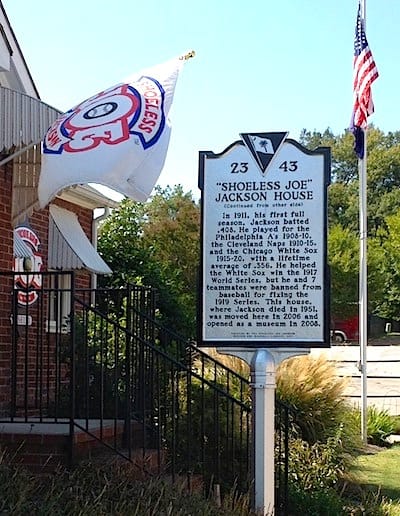 SHOELESS
23 43
"SHOELESS JOE"
JACKSON HOUSE
(Continued from other side)
In 1911, his first full
season, Jackson batted
.408. He played for the
Philadelphia A's 1908-10,
the Cleveland Naps 1910-15,
and the Chicago White Sox
1915-20, with a lifetime
average of .356. He helped
the White Sox win the 1917
World Series, but he and 7
teammates were banned from
baseball for fixing the
1919 Series. This house,
where Jackson died in 1951,
was moved here in 2006 and
opened as a museum in 2008.